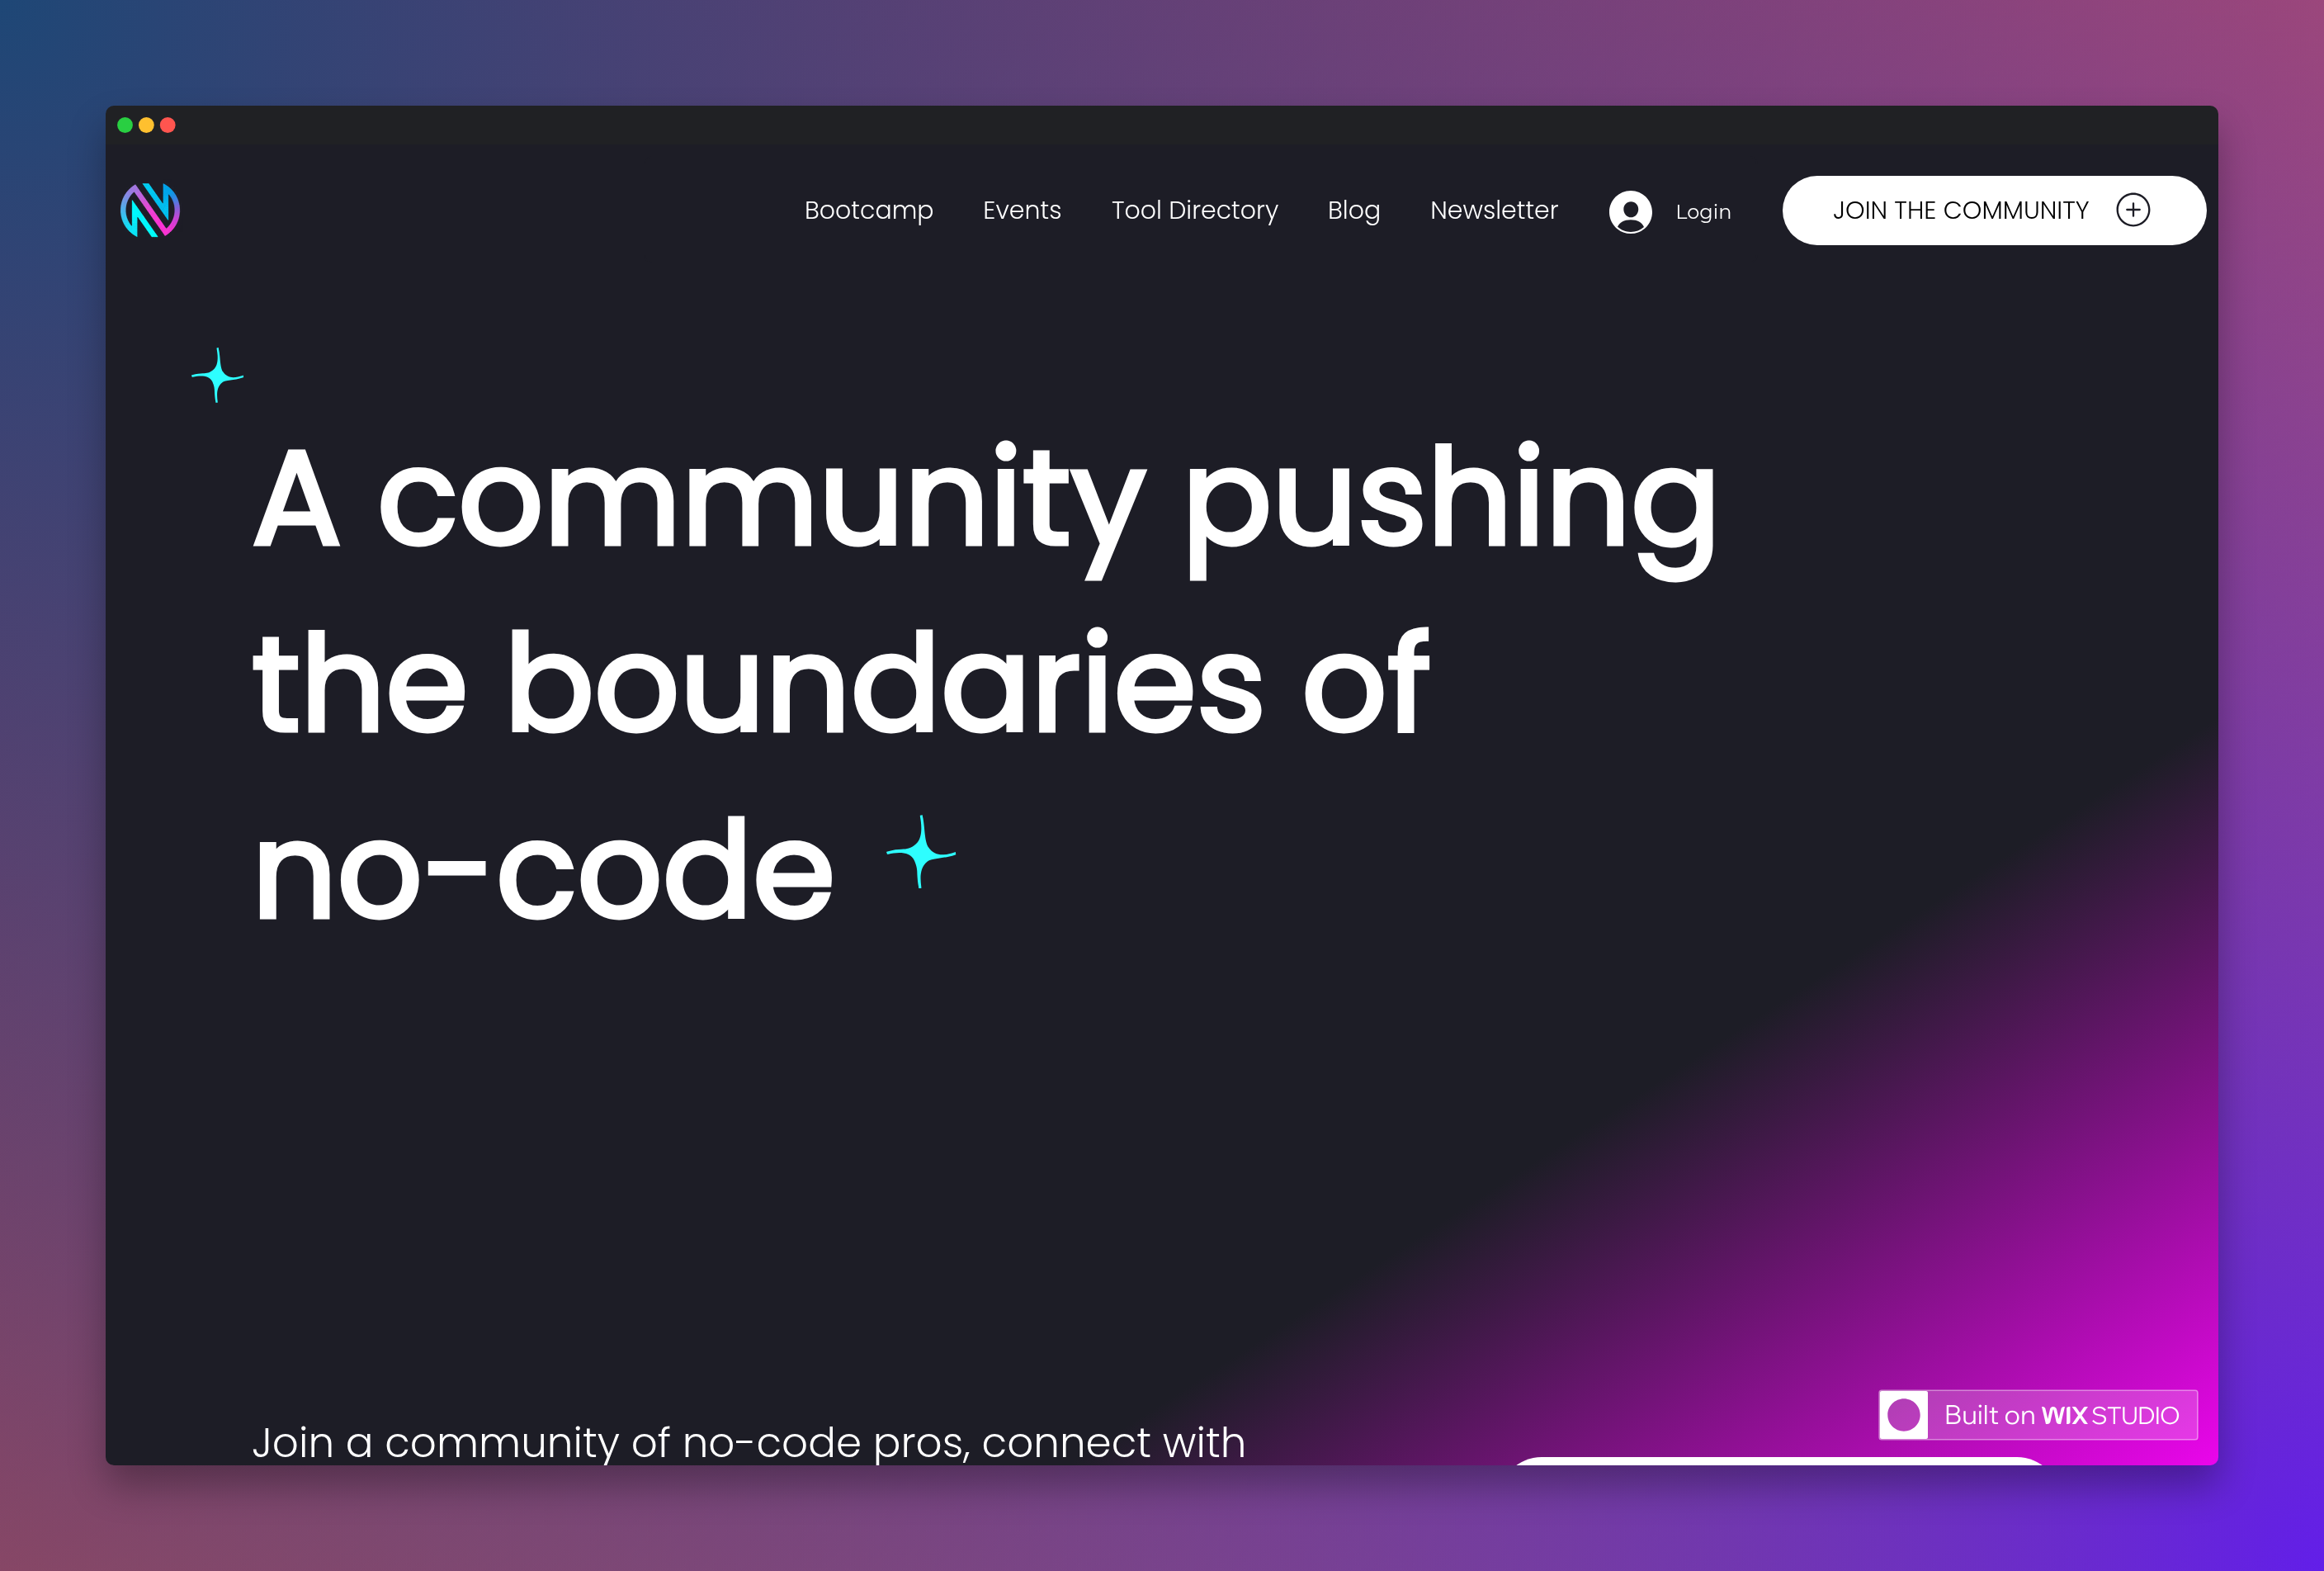 Bootcamp Events Tool Directory Blog Newsletter Login JOIN THE COMMUNITY
A community pushing
the boundaries of
no-code
Join a community of no-code pros, connect with
Built on WIX STUDIO